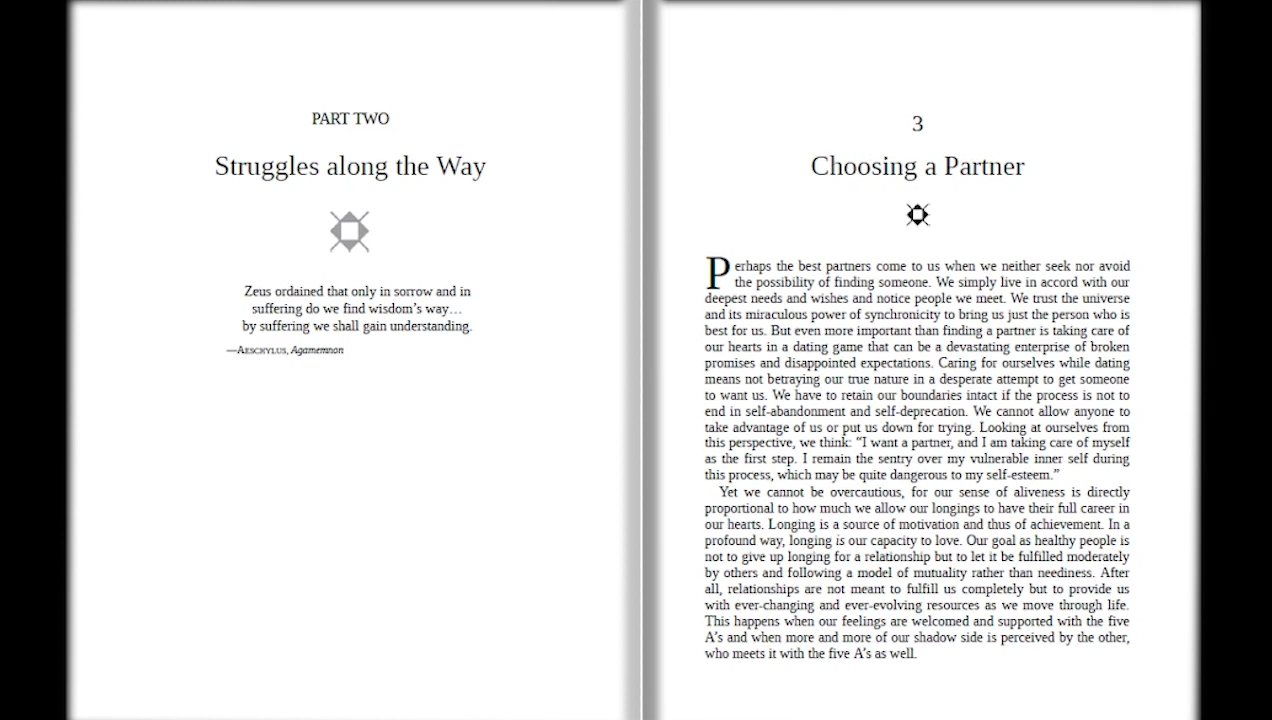 PART TWO
Struggles along the Way
Zeus ordained that only in sorrow and in
suffering do we find wisdom’s way…
by suffering we shall gain understanding.
—AESCHYLUS, Agamemnon
3
Choosing a Partner
Perhaps the best partners come to us when we neither seek nor avoid
the possibility of finding someone. We simply live in accord with our
deepest needs and wishes and notice people we meet. We trust the universe
and its miraculous power of synchronicity to bring us just the person who is
best for us. But even more important than finding a partner is taking care of
our hearts in a dating game that can be a devastating enterprise of broken
promises and disappointed expectations. Caring for ourselves while dating
means not betraying our true nature in a desperate attempt to get someone
to want us. We have to retain our boundaries intact if the process is not to
end in self-abandonment and self-deprecation. We cannot allow anyone to
take advantage of us or put us down for trying. Looking at ourselves from
this perspective, we think: “I want a partner, and I am taking care of myself
as the first step. I remain the sentry over my vulnerable inner self during
this process, which may be quite dangerous to my self-esteem.”
Yet we cannot be overcautious, for our sense of aliveness is directly
proportional to how much we allow our longings to have their full career in
our hearts. Longing is a source of motivation and thus of achievement. In a
profound way, longing is our capacity to love. Our goal as healthy people is
not to give up longing for a relationship but to let it be fulfilled moderately
by others and following a model of mutuality rather than neediness. After
all, relationships are not meant to fulfill us completely but to provide us
with ever-changing and ever-evolving resources as we move through life.
This happens when our feelings are welcomed and supported with the five
A’s and when more and more of our shadow side is perceived by the other,
who meets it with the five A’s as well.